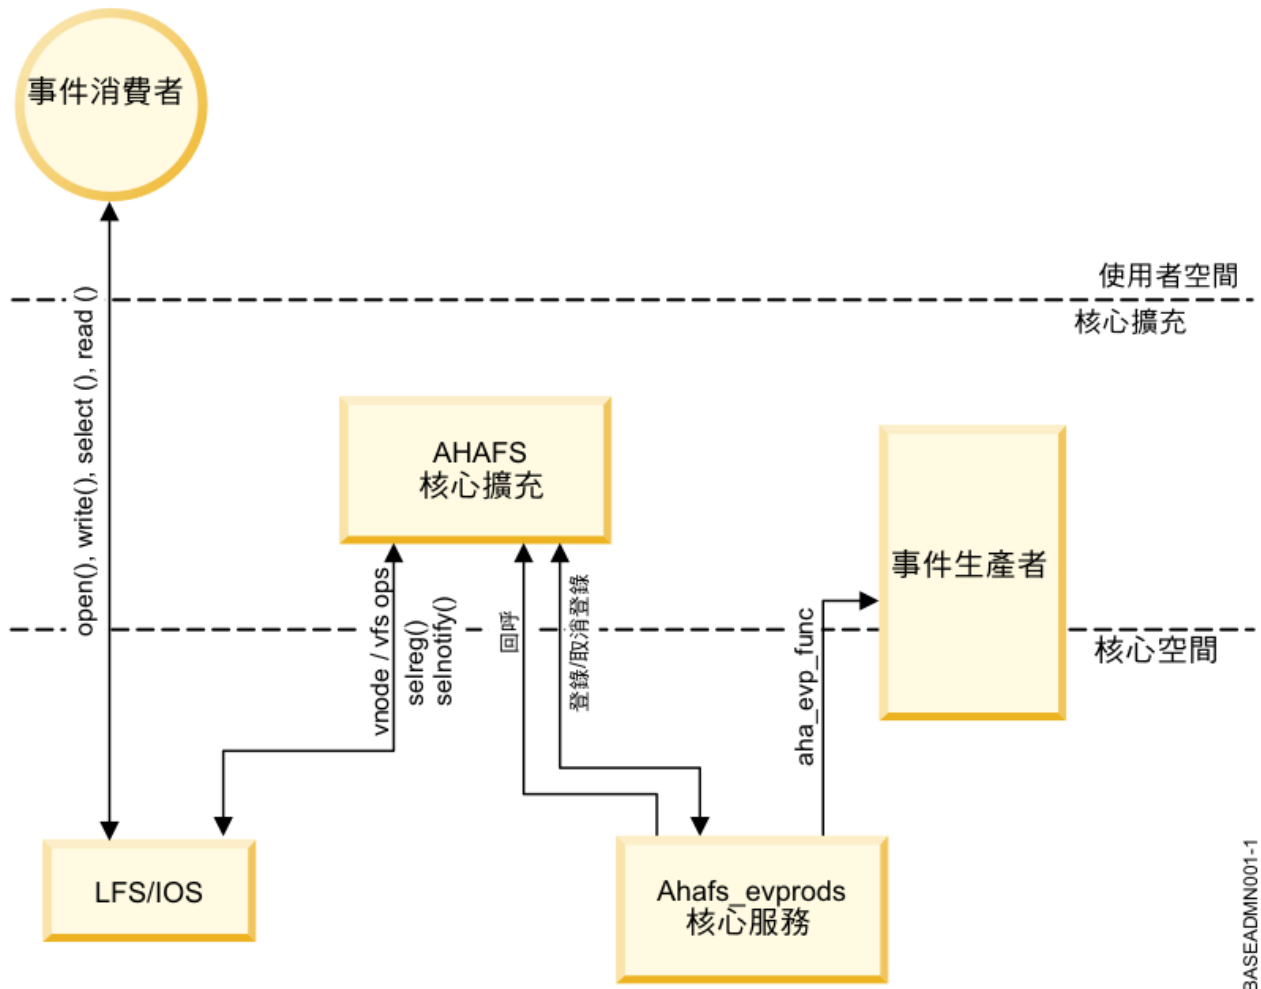 事件消費者
使用者空間
核心擴充
open(), write(), select (), read ()
AHAFS
核心擴充
事件生產者
vnode / vfs ops
selreg()
selnotify()
回呼
登錄/取消登錄
aha_evp_func
核心空間
LFS/IOS
Ahafs_evprods
核心服務
BASEADMN001-1